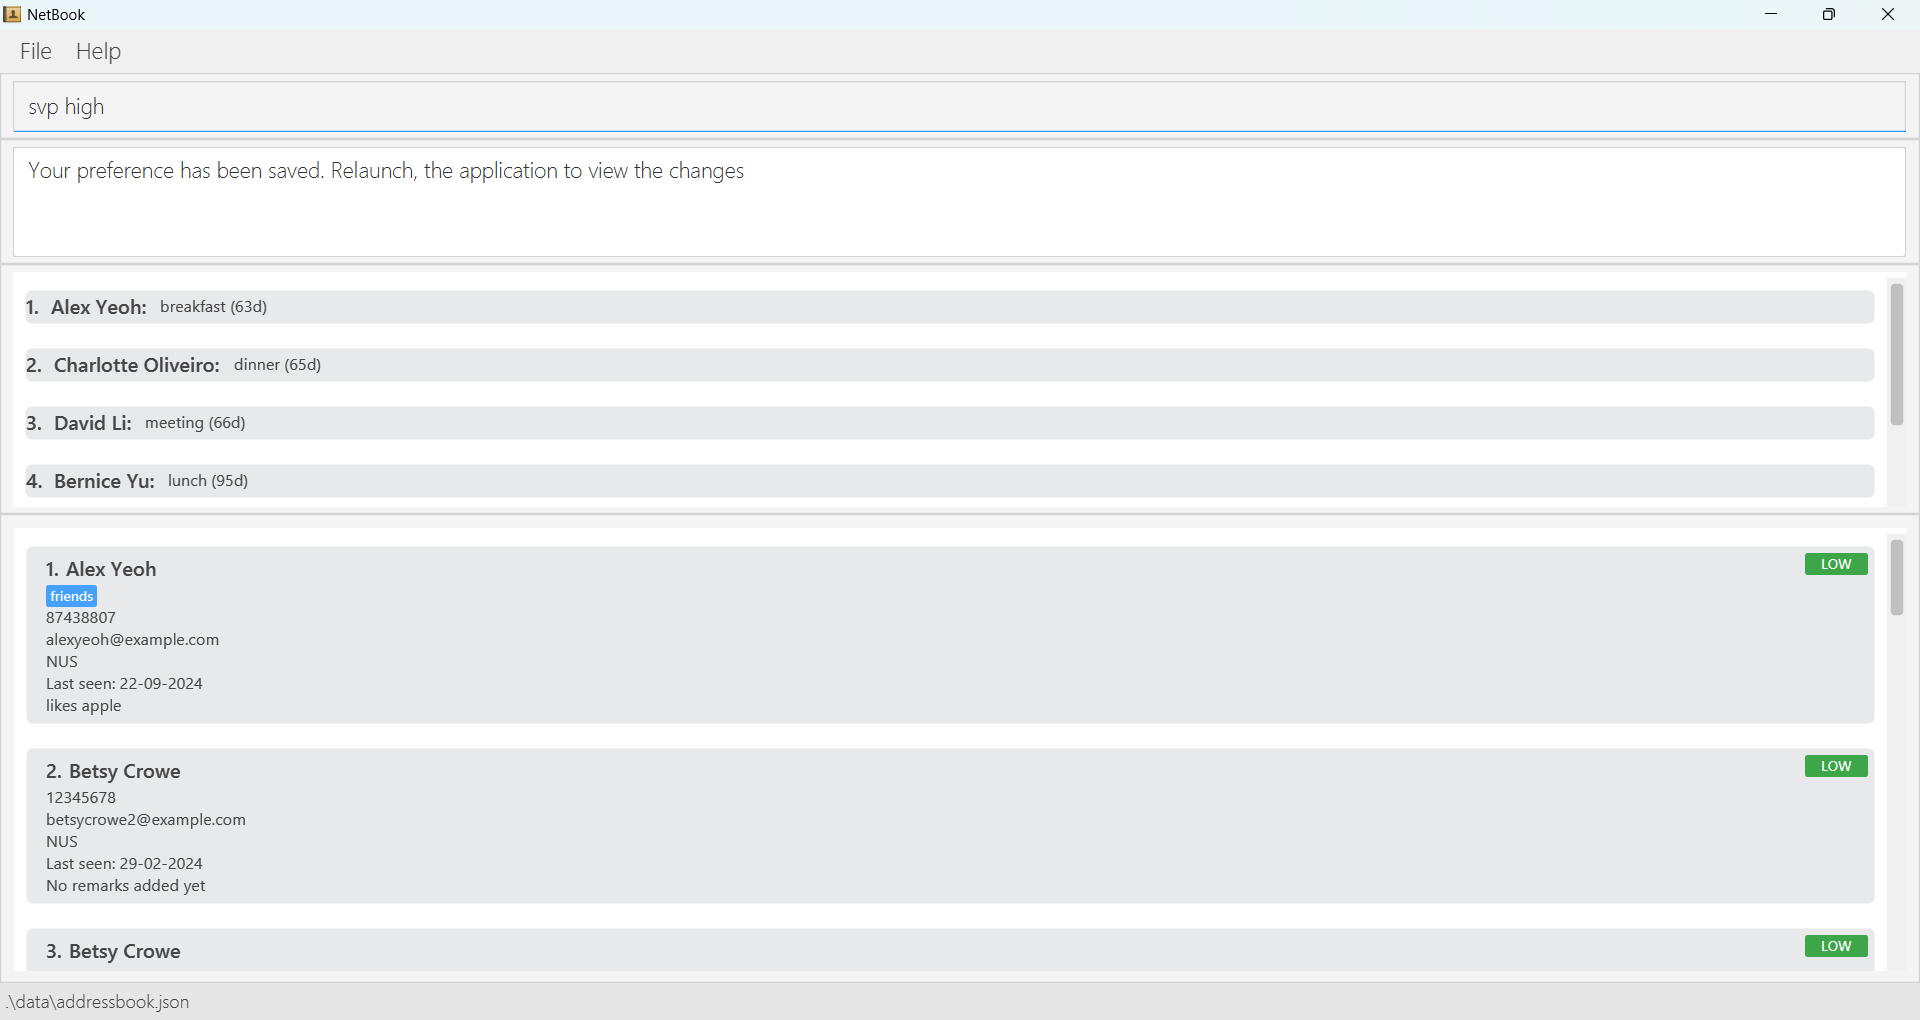 NetBook
File Help
svp high
Your preference has been saved. Relaunch, the application to view the changes
1. Alex Yeoh: breakfast (63d)
2. Charlotte Oliveiro: dinner (65d)
3. David Li: meeting (66d)
4. Bernice Yu: lunch (95d)
1. Alex Yeoh LOW
friends
87438807
alexyeoh@example.com
NUS
Last seen: 22-09-2024
likes apple
2. Betsy Crowe LOW
12345678
betsycrowe2@example.com
NUS
Last seen: 29-02-2024
No remarks added yet
3. Betsy Crowe LOW
.\data\addressbook.json